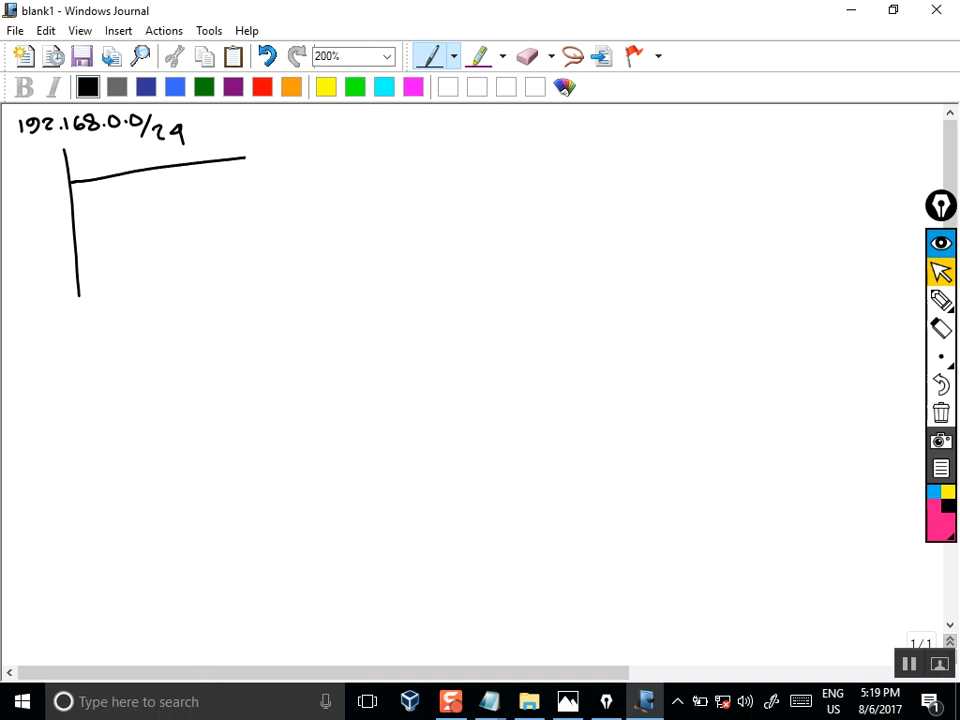 blank1 - Windows Journal
File Edit View Insert Actions Tools Help
200%
B I
192.168.0.0/24
1/1
Type here to search
ENG
US
5:19 PM
8/6/2017
1